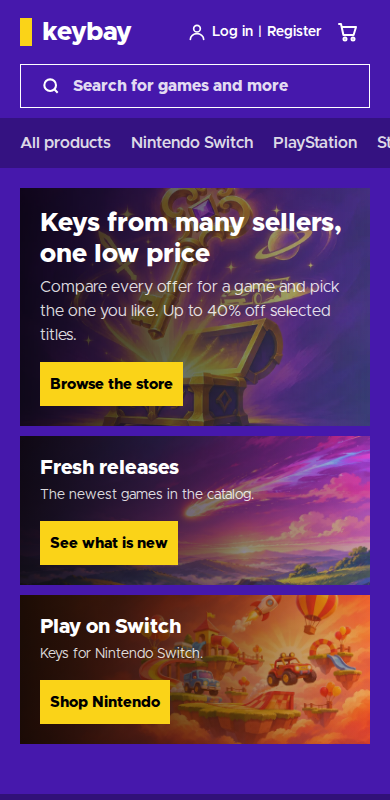 keybay
Log in | Register
Search for games and more
All products Nintendo Switch PlayStation St
Keys from many sellers,
one low price
Compare every offer for a game and pick
the one you like. Up to 40% off selected
titles.
Browse the store
Fresh releases
The newest games in the catalog.
See what is new
Play on Switch
Keys for Nintendo Switch.
Shop Nintendo